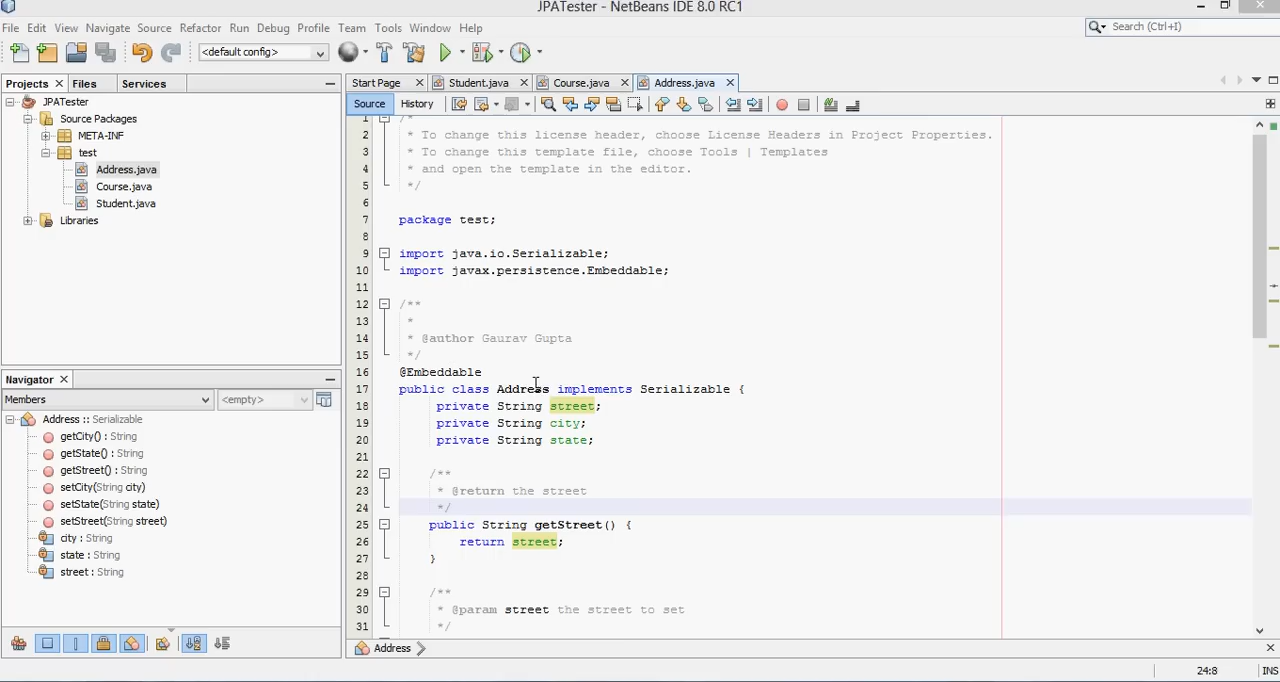 JPATester - NetBeans IDE 8.0 RC1
File Edit View Navigate Source Refactor Run Debug Profile Team Tools Window Help
Search (Ctrl+I)
<default config>
Projects Files Services
JPATester
Source Packages
META-INF
test
Address.java
Course.java
Student.java
Libraries
Navigator
Members
<empty>
Address :: Serializable
getCity() : String
getState() : String
getStreet() : String
setCity(String city)
setState(String state)
setStreet(String street)
city : String
state : String
street : String
Start Page Student.java Course.java Address.java
Source History
1 /*
2 * To change this license header, choose License Headers in Project Properties.
3 * To change this template file, choose Tools | Templates
4 * and open the template in the editor.
5 */
6
7 package test;
8
9 import java.io.Serializable;
10 import javax.persistence.Embeddable;
11
12 /**
13 *
14 * @author Gaurav Gupta
15 */
16 @Embeddable
17 public class Address implements Serializable {
18 private String street;
19 private String city;
20 private String state;
21
22 /**
23 * @return the street
24 */
25 public String getStreet() {
26 return street;
27 }
28
29 /**
30 * @param street the street to set
31 */
Address
24:8 INS